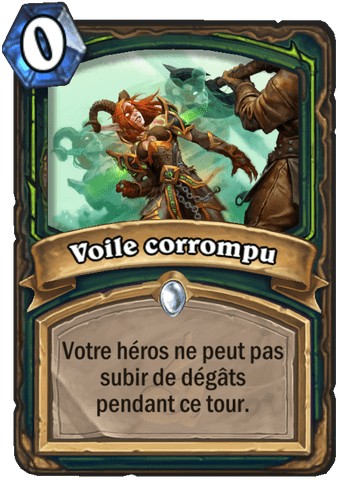 0
Voile corrompu
Votre héros ne peut pas
subir de dégâts
pendant ce tour.